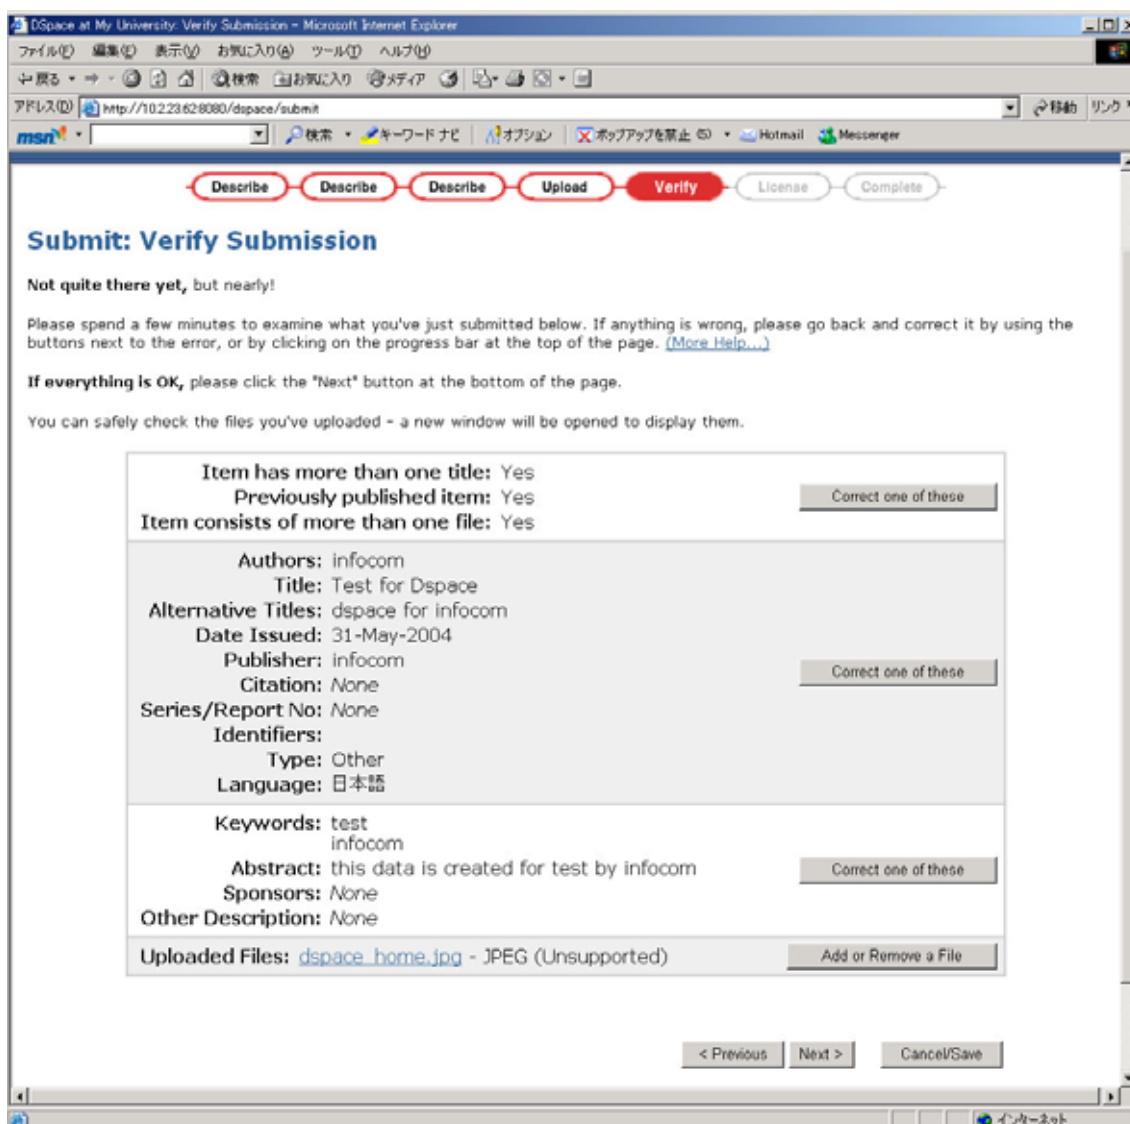 DSpace at My University: Verify Submission - Microsoft Internet Explorer
ファイル(F) 編集(E) 表示(V) お気に入り(A) ツール(T) ヘルプ(H)
戻る 検索 お気に入り メディア
アドレス(D) http://10.2.23.62:8080/dspace/submit 移動 リンク
msn 検索 キーワード ナビ オプション ポップアップを禁止 (5) Hotmail Messenger
Describe Describe Describe Upload Verify License Complete
Submit: Verify Submission
Not quite there yet, but nearly!
Please spend a few minutes to examine what you've just submitted below. If anything is wrong, please go back and correct it by using the
buttons next to the error, or by clicking on the progress bar at the top of the page. (More Help...)
If everything is OK, please click the "Next" button at the bottom of the page.
You can safely check the files you've uploaded - a new window will be opened to display them.
Item has more than one title: Yes
Previously published item: Yes Correct one of these
Item consists of more than one file: Yes
Authors: infocom
Title: Test for Dspace
Alternative Titles: dspace for infocom
Date Issued: 31-May-2004
Publisher: infocom Correct one of these
Citation: None
Series/Report No: None
Identifiers:
Type: Other
Language: 日本語
Keywords: test
infocom
Abstract: this data is created for test by infocom Correct one of these
Sponsors: None
Other Description: None
Uploaded Files: dspace_home.jpg - JPEG (Unsupported) Add or Remove a File
< Previous Next > Cancel/Save
インターネット